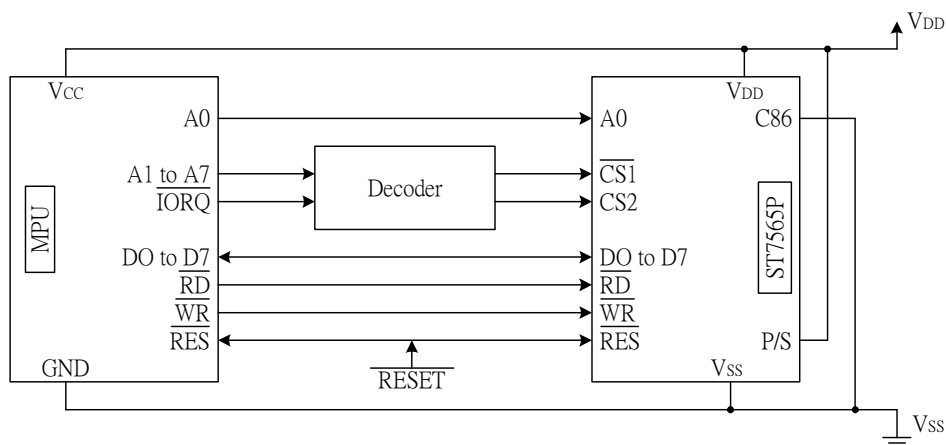 VDD
VCC
VDD
A0
A0
C86
A1 to A7
Decoder
CS1
IORQ
CS2
MPU
ST7565P
DO to D7
DO to D7
RD
RD
WR
WR
RES
RES
P/S
RESET
GND
VSS
VSS